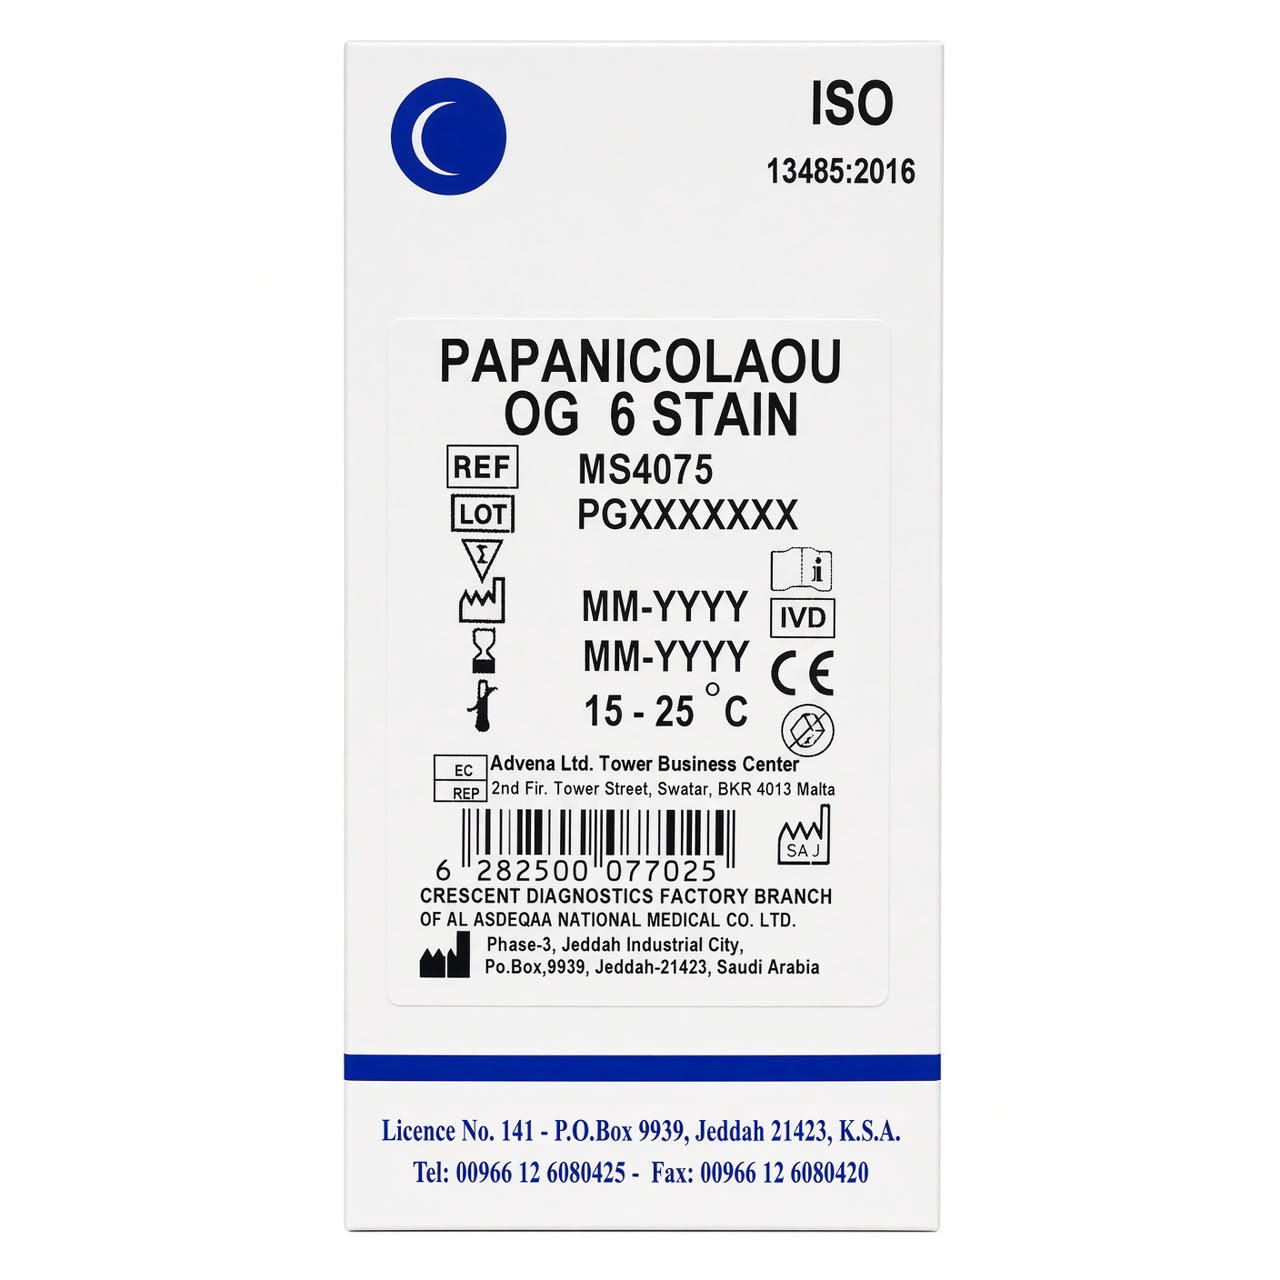 ISO
13485:2016
PAPANICOLAOU
OG 6 STAIN
REF MS4075
LOT PGXXXXXXX
Σ
i
MM-YYYY
IVD
MM-YYYY
CE
15 - 25 °C
EC REP
Advena Ltd. Tower Business Center
2nd Fir. Tower Street, Swatar, BKR 4013 Malta
SAJ
6 282500 077025
CRESCENT DIAGNOSTICS FACTORY BRANCH
OF AL ASDEQAA NATIONAL MEDICAL CO. LTD.
Phase-3, Jeddah Industrial City,
Po.Box,9939, Jeddah-21423, Saudi Arabia
Licence No. 141 - P.O.Box 9939, Jeddah 21423, K.S.A.
Tel: 00966 12 6080425 - Fax: 00966 12 6080420